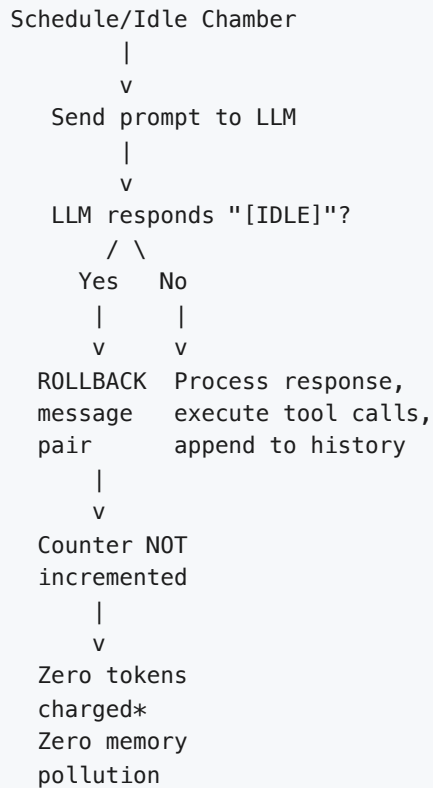 Schedule/Idle Chamber
|
v
Send prompt to LLM
|
v
LLM responds "[IDLE]"?
/ \
Yes No
| |
v v
ROLLBACK Process response,
message execute tool calls,
pair append to history
|
v
Counter NOT
incremented
|
v
Zero tokens
charged*
Zero memory
pollution